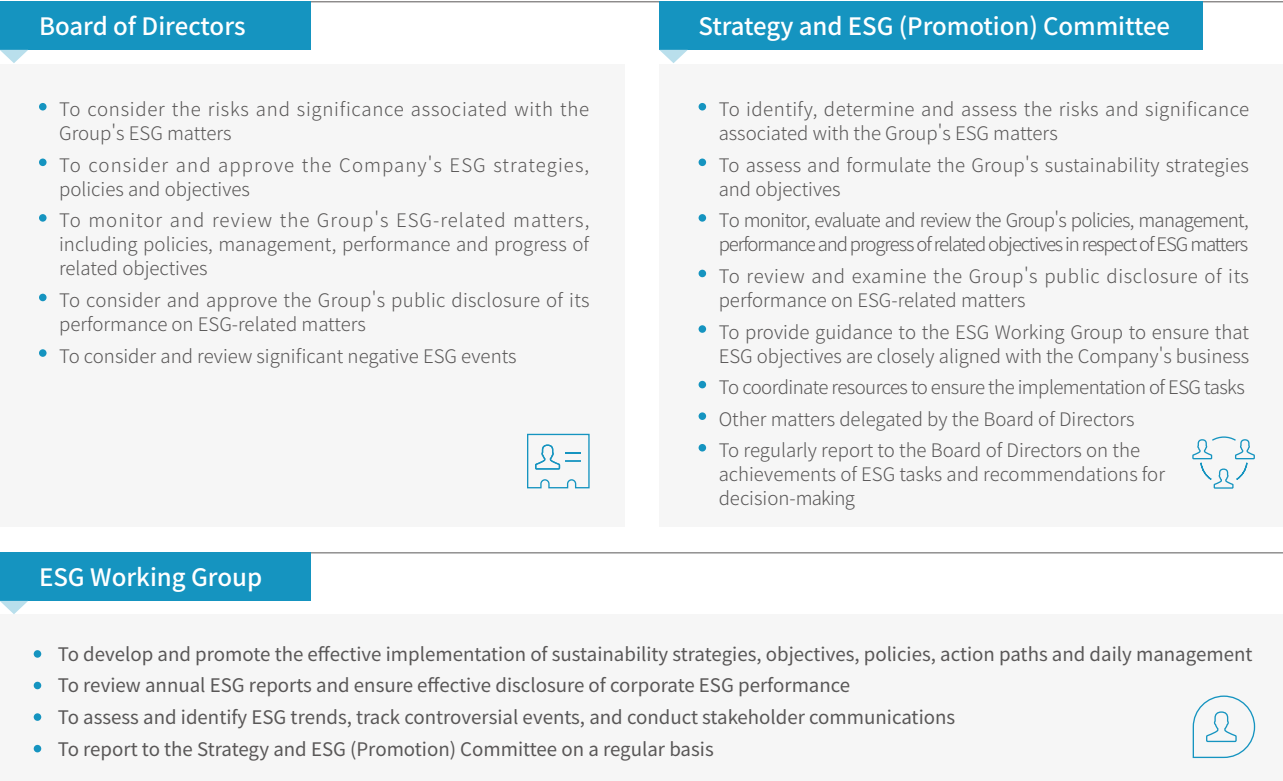 Board of Directors
To consider the risks and significance associated with the
Group's ESG matters
To consider and approve the Company's ESG strategies,
policies and objectives
To monitor and review the Group's ESG-related matters,
including policies, management, performance and progress of
related objectives
To consider and approve the Group's public disclosure of its
performance on ESG-related matters
To consider and review significant negative ESG events
Strategy and ESG (Promotion) Committee
To identify, determine and assess the risks and significance
associated with the Group's ESG matters
To assess and formulate the Group's sustainability strategies
and objectives
To monitor, evaluate and review the Group's policies, management,
performance and progress of related objectives in respect of ESG matters
To review and examine the Group's public disclosure of its
performance on ESG-related matters
To provide guidance to the ESG Working Group to ensure that
ESG objectives are closely aligned with the Company's business
To coordinate resources to ensure the implementation of ESG tasks
Other matters delegated by the Board of Directors
To regularly report to the Board of Directors on the
achievements of ESG tasks and recommendations for
decision-making
ESG Working Group
To develop and promote the effective implementation of sustainability strategies, objectives, policies, action paths and daily management
To review annual ESG reports and ensure effective disclosure of corporate ESG performance
To assess and identify ESG trends, track controversial events, and conduct stakeholder communications
To report to the Strategy and ESG (Promotion) Committee on a regular basis